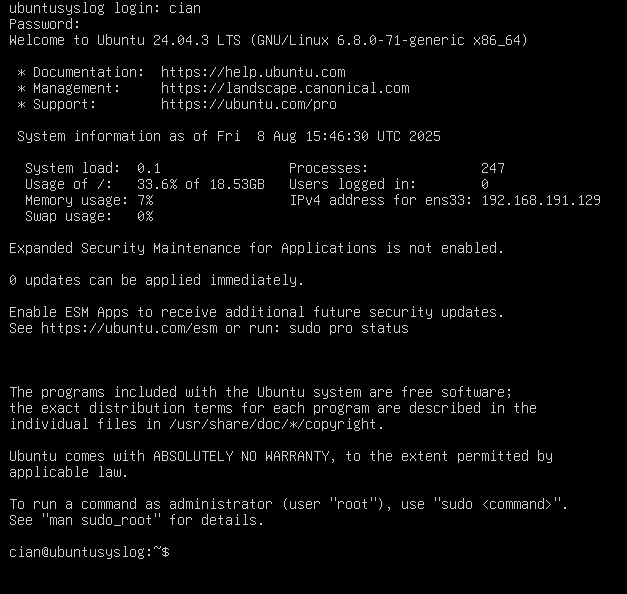 ubuntusyslog login: cian
Password:
Welcome to Ubuntu 24.04.3 LTS (GNU/Linux 6.8.0-71-generic x86_64)
* Documentation:  https://help.ubuntu.com
* Management:     https://landscape.canonical.com
* Support:        https://ubuntu.com/pro
System information as of Fri  8 Aug 15:46:30 UTC 2025
System load:  0.1                Processes:              247
Usage of /:   33.6% of 18.53GB   Users logged in:        0
Memory usage: 7%                 IPv4 address for ens33: 192.168.191.129
Swap usage:   0%
Expanded Security Maintenance for Applications is not enabled.
0 updates can be applied immediately.
Enable ESM Apps to receive additional future security updates.
See https://ubuntu.com/esm or run: sudo pro status
The programs included with the Ubuntu system are free software;
the exact distribution terms for each program are described in the
individual files in /usr/share/doc/*/copyright.
Ubuntu comes with ABSOLUTELY NO WARRANTY, to the extent permitted by
applicable law.
To run a command as administrator (user "root"), use "sudo <command>".
See "man sudo_root" for details.
cian@ubuntusyslog:~$